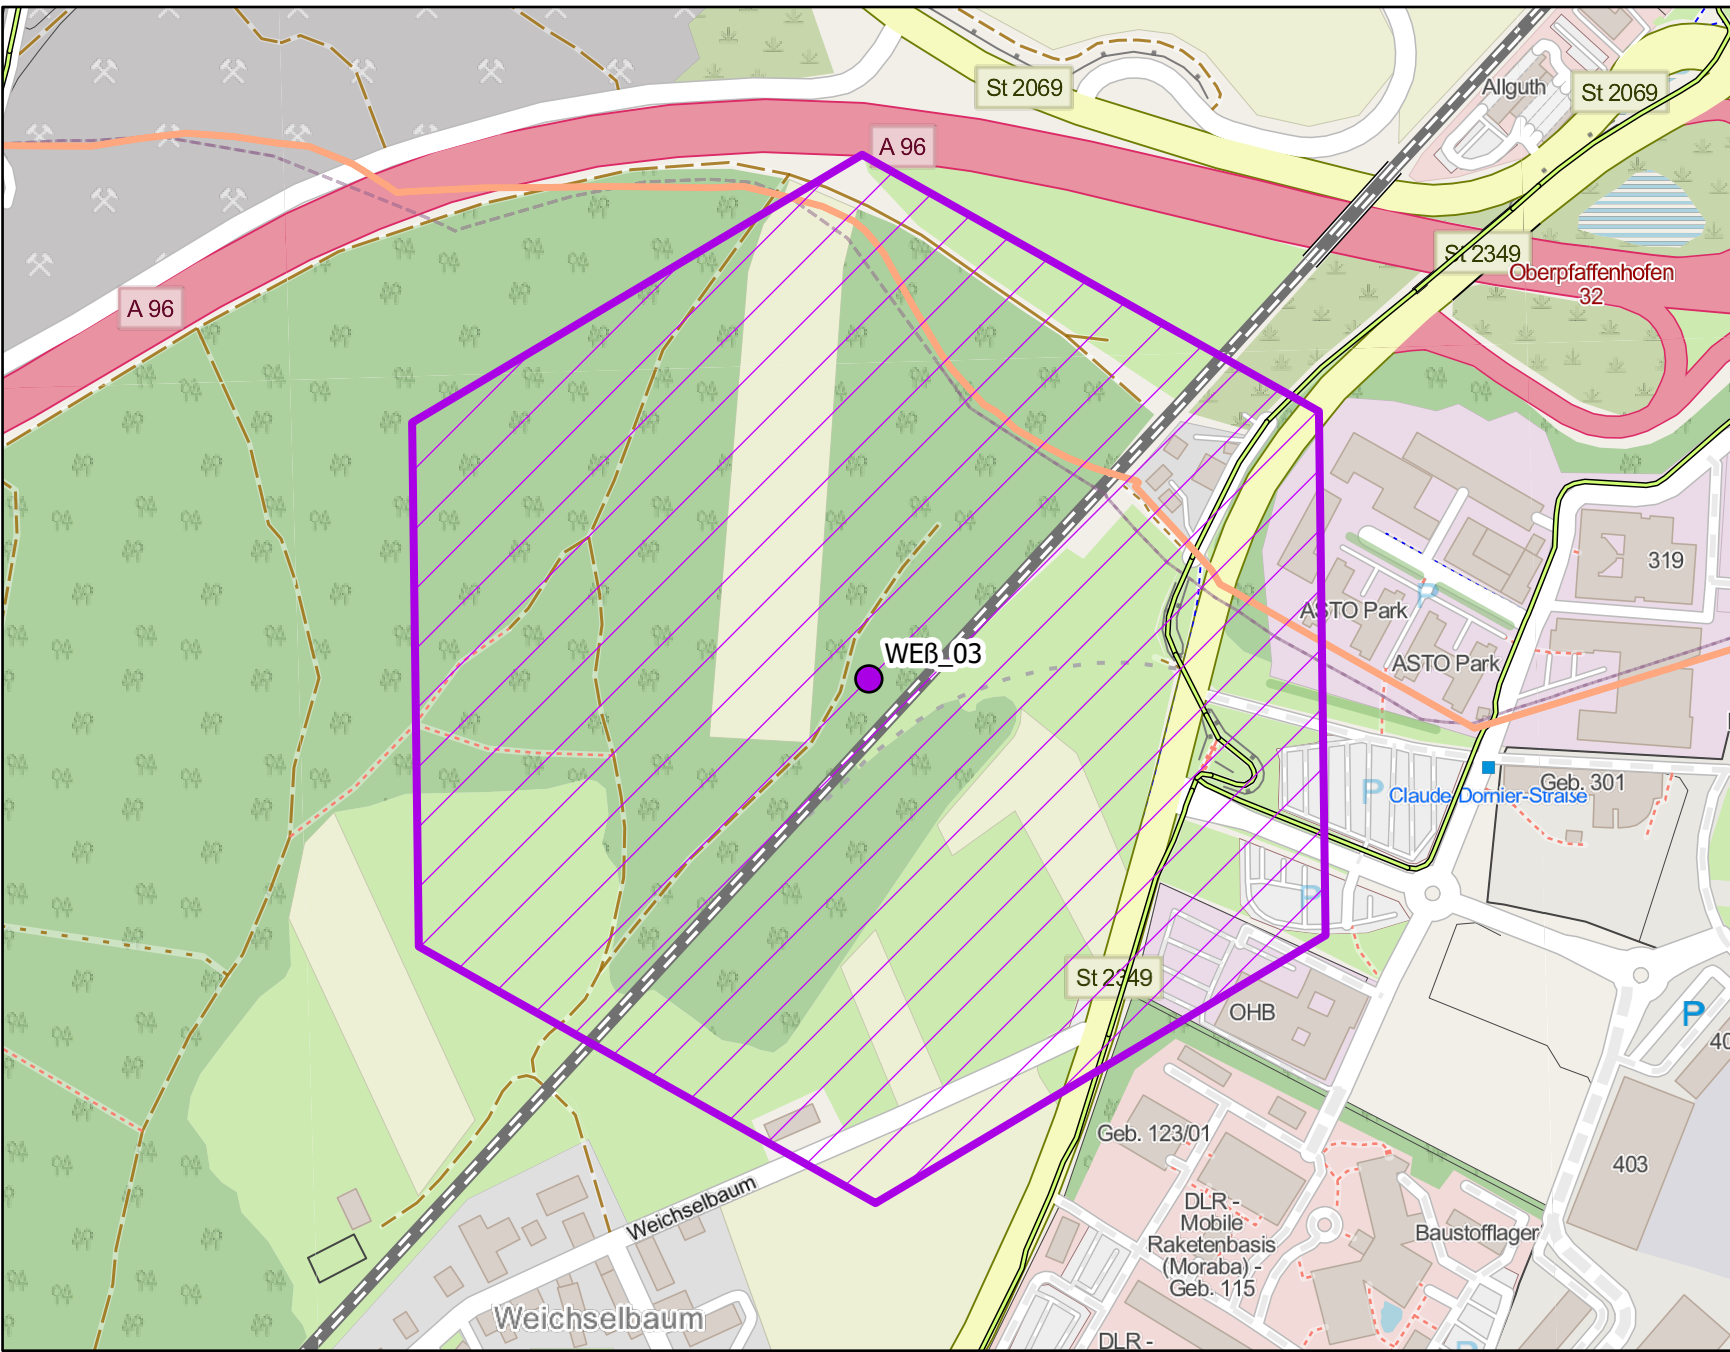 St 2069
Allguth
St 2069
A 96
St 2349
Oberpfaffenhofen
32
A 96
319
ASTO Park
P
WEß_03
ASTO Park
Geb. 301
P
Claude-Dornier-Straße
P
St 2349
OHB
P
40
Geb. 123/01
403
DLR -
Mobile
Raketenbasis
(Moraba) -
Geb. 115
Weichselbaum
Baustofflager
Weichselbaum
DLR -
P